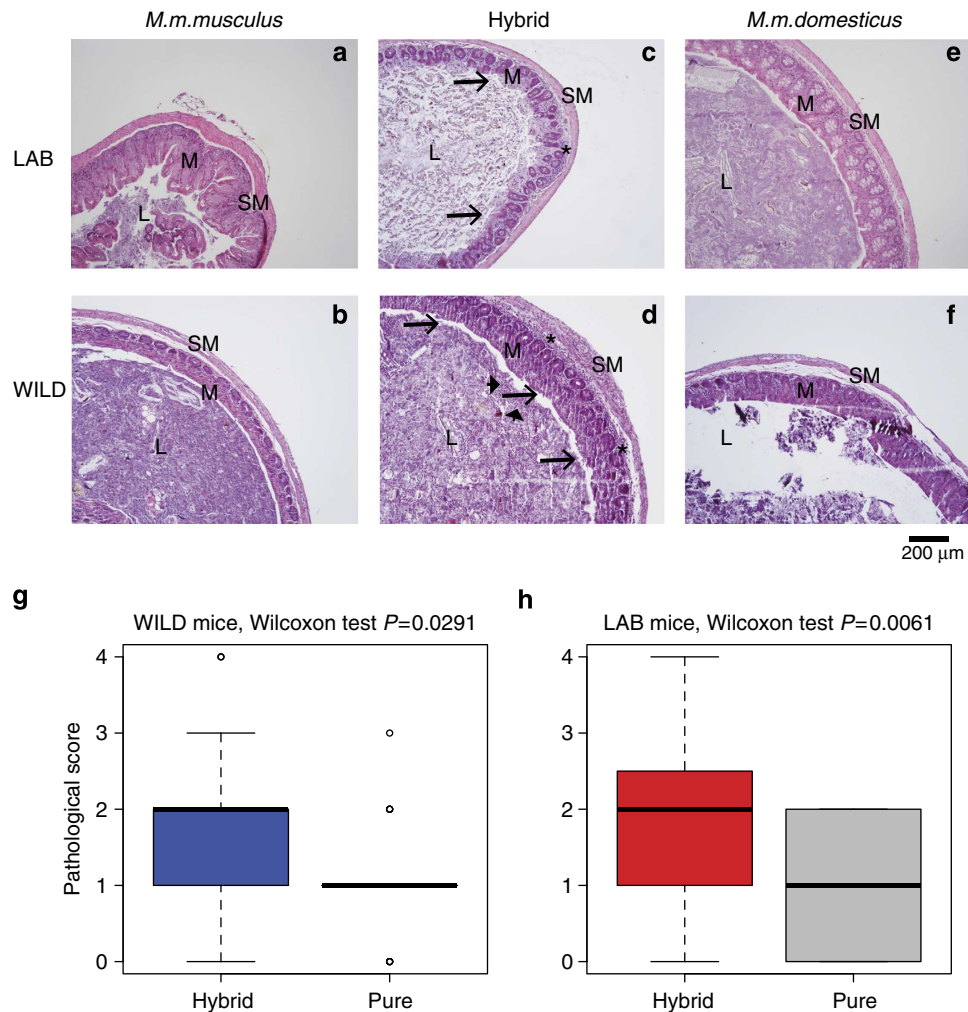 M.m.musculus Hybrid M.m.domesticus
LAB
a
M
SM
L
c
M
SM
*
L
e
M
SM
L
WILD
b
SM
M
L
d
*
M
SM
L
*
f
SM
M
L
200 μm
g
WILD mice, Wilcoxon test P=0.0291
Pathological score
4
3
2
1
0
Hybrid Pure
h
LAB mice, Wilcoxon test P=0.0061
4
3
2
1
0
Hybrid Pure